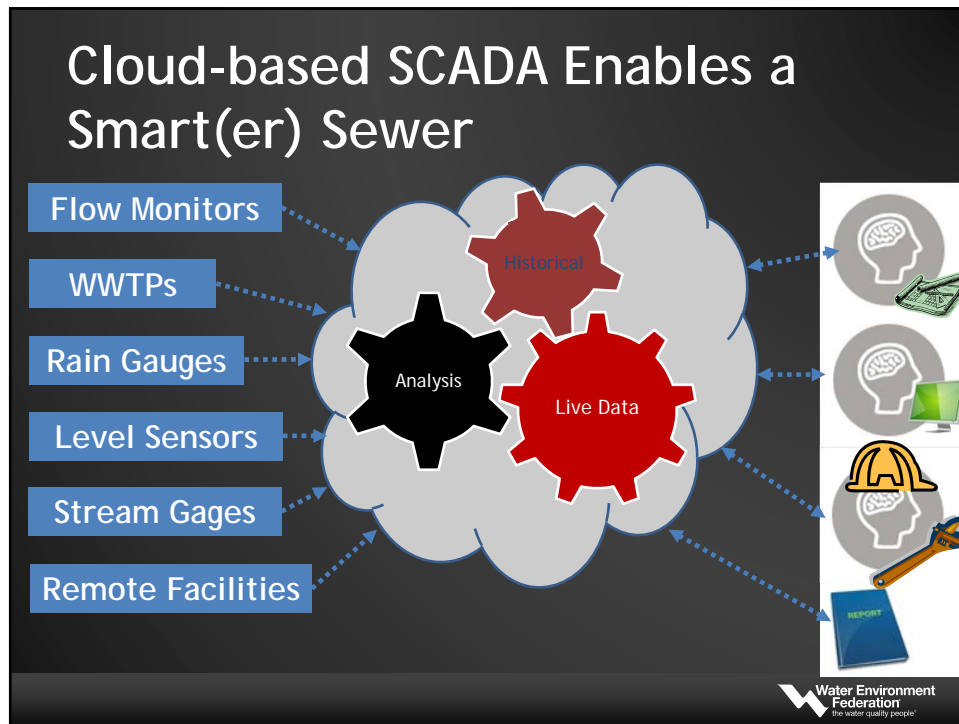 Cloud-based SCADA Enables a
Smart(er) Sewer
Flow Monitors
WWTPs
Rain Gauges
Level Sensors
Stream Gages
Remote Facilities
Historical
Analysis
Live Data
REPORT
Water Environment
Federation
the water quality people®